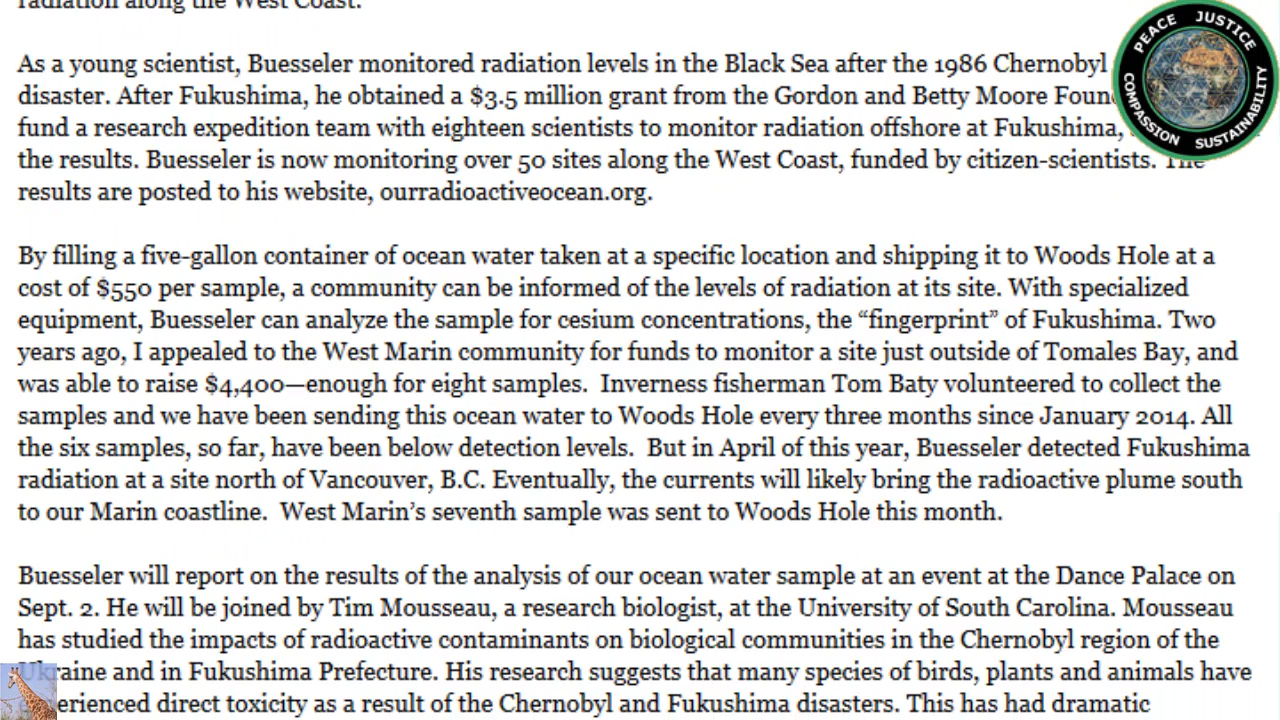 radiation along the West Coast.
As a young scientist, Buesseler monitored radiation levels in the Black Sea after the 1986 Chernobyl
disaster. After Fukushima, he obtained a $3.5 million grant from the Gordon and Betty Moore
fund a research expedition team with eighteen scientists to monitor radiation offshore at Fukushima,
the results. Buesseler is now monitoring over 50 sites along the West Coast, funded by citizen-scientists. The
results are posted to his website, ourradioactiveocean.org.
By filling a five-gallon container of ocean water taken at a specific location and shipping it to Woods Hole at a
cost of $550 per sample, a community can be informed of the levels of radiation at its site. With specialized
equipment, Buesseler can analyze the sample for cesium concentrations, the “fingerprint” of Fukushima. Two
years ago, I appealed to the West Marin community for funds to monitor a site just outside of Tomales Bay, and
was able to raise $4,400—enough for eight samples. Inverness fisherman Tom Baty volunteered to collect the
samples and we have been sending this ocean water to Woods Hole every three months since January 2014. All
the six samples, so far, have been below detection levels. But in April of this year, Buesseler detected Fukushima
radiation at a site north of Vancouver, B.C. Eventually, the currents will likely bring the radioactive plume south
to our Marin coastline. West Marin’s seventh sample was sent to Woods Hole this month.
Buesseler will report on the results of the analysis of our ocean water sample at an event at the Dance Palace on
Sept. 2. He will be joined by Tim Mousseau, a research biologist, at the University of South Carolina. Mousseau
has studied the impacts of radioactive contaminants on biological communities in the Chernobyl region of the
Ukraine and in Fukushima Prefecture. His research suggests that many species of birds, plants and animals have
experienced direct toxicity as a result of the Chernobyl and Fukushima disasters. This has had dramatic
PEACE JUSTICE
COMPASSION SUSTAINABILITY